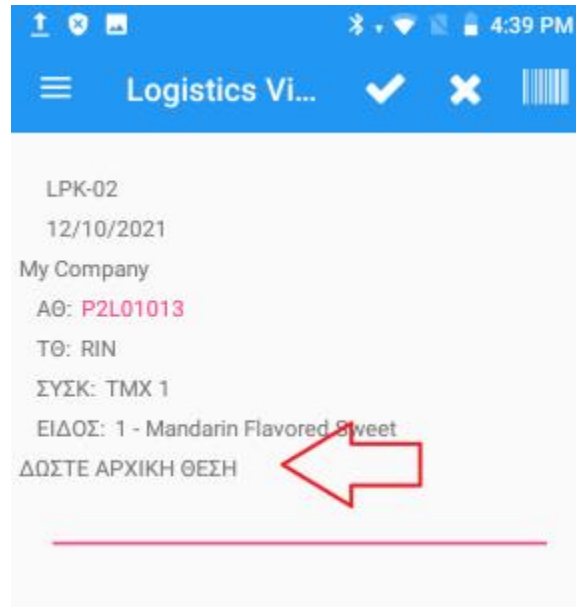 4:39 PM
Logistics Vi...
LPK-02
12/10/2021
My Company
ΑΘ: P2L01013
ΤΘ: RIN
ΣΥΣΚ: ΤΜΧ 1
ΕΙΔΟΣ: 1 - Mandarin Flavored Sweet
ΔΩΣΤΕ ΑΡΧΙΚΗ ΘΕΣΗ